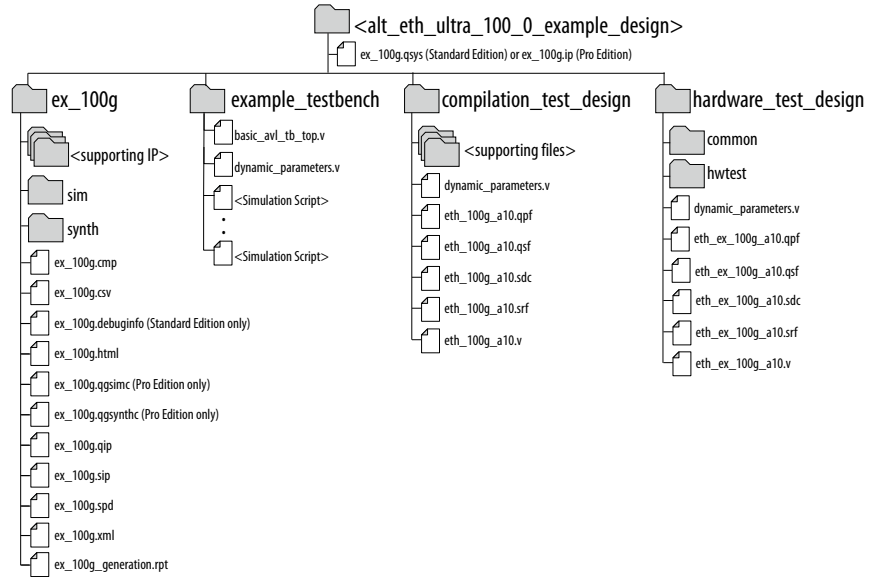 <alt_eth_ultra_100_0_example_design>
ex_100g.qsys (Standard Edition) or ex_100g.ip (Pro Edition)
ex_100g
<supporting IP>
sim
synth
ex_100g.cmp
ex_100g.csv
ex_100g.debuginfo (Standard Edition only)
ex_100g.html
ex_100g.qgsimc (Pro Edition only)
ex_100g.qgsynthc (Pro Edition only)
ex_100g.qip
ex_100g.sip
ex_100g.spd
ex_100g.xml
ex_100g_generation.rpt
example_testbench
basic_avl_tb_top.v
dynamic_parameters.v
<Simulation Script>
<Simulation Script>
compilation_test_design
<supporting files>
dynamic_parameters.v
eth_100g_a10.qpf
eth_100g_a10.qsf
eth_100g_a10.sdc
eth_100g_a10.srf
eth_100g_a10.v
hardware_test_design
common
hwtest
dynamic_parameters.v
eth_ex_100g_a10.qpf
eth_ex_100g_a10.qsf
eth_ex_100g_a10.sdc
eth_ex_100g_a10.srf
eth_ex_100g_a10.v